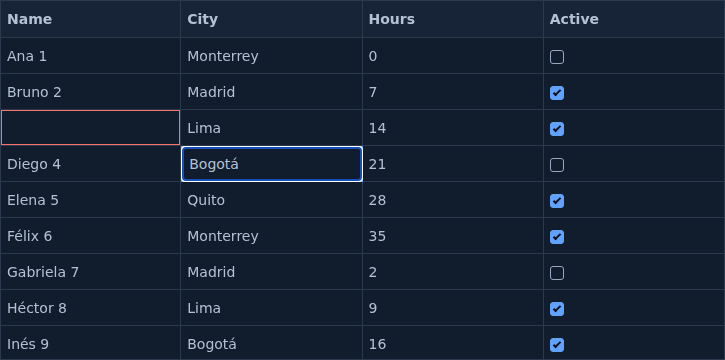 Name City Hours Active
Ana 1 Monterrey 0
Bruno 2 Madrid 7
Lima 14
Diego 4 Bogotá 21
Elena 5 Quito 28
Félix 6 Monterrey 35
Gabriela 7 Madrid 2
Héctor 8 Lima 9
Inés 9 Bogotá 16